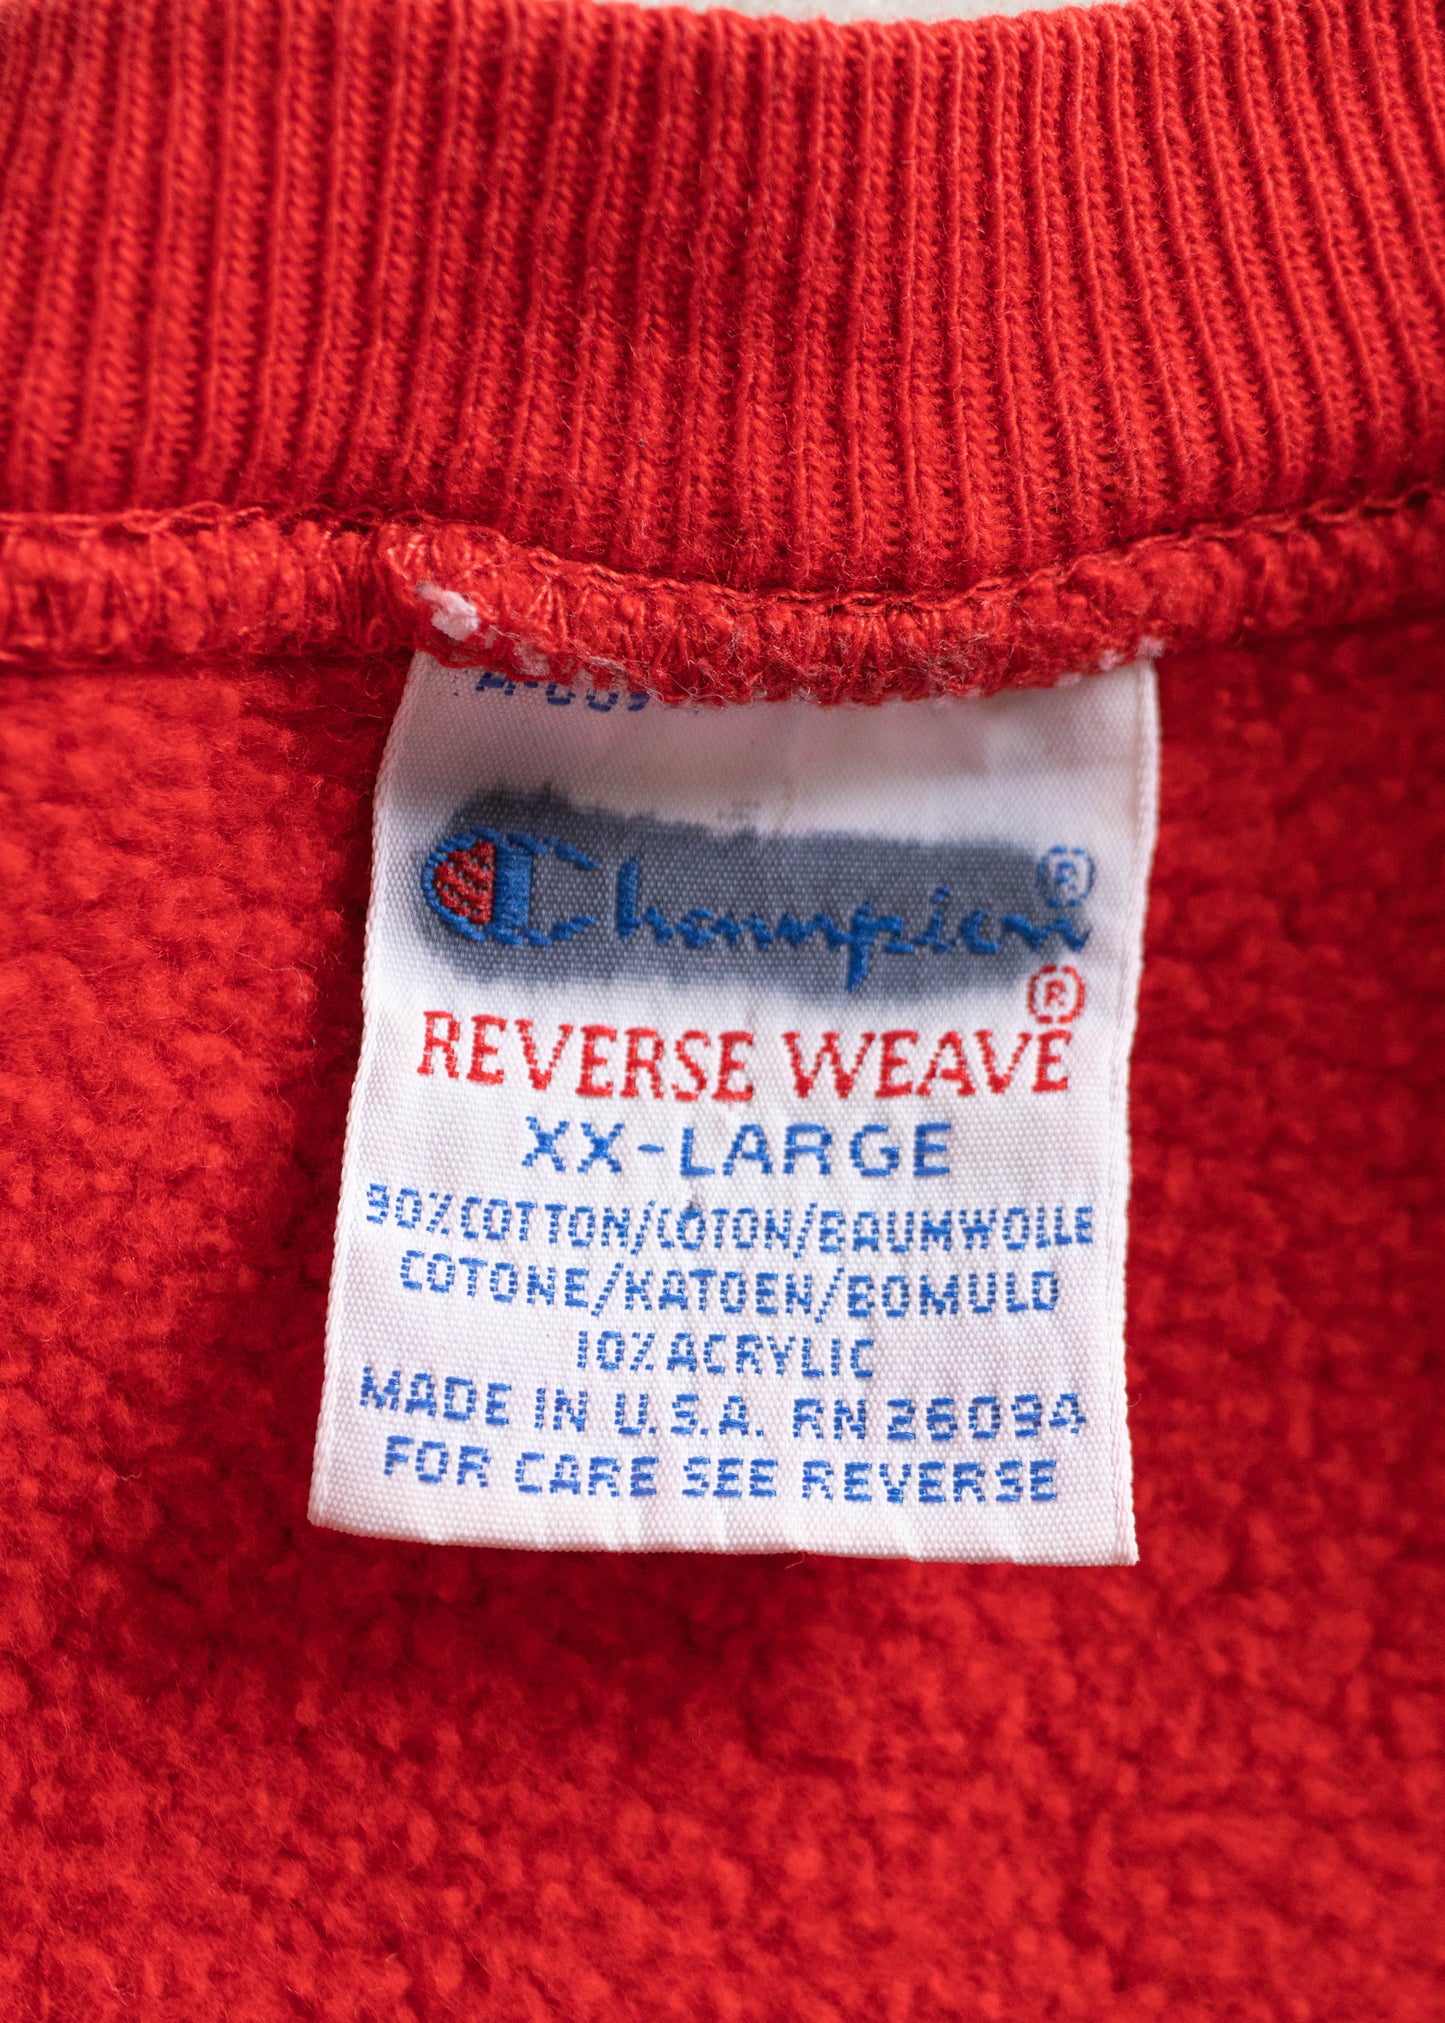 Champion®
REVERSE WEAVE®
XX-LARGE
90% COTTON/COTON/BAUMWOLLE
COTONE/KATOEN/BOMULD
10% ACRYLIC
MADE IN U.S.A. RN 26094
FOR CARE SEE REVERSE